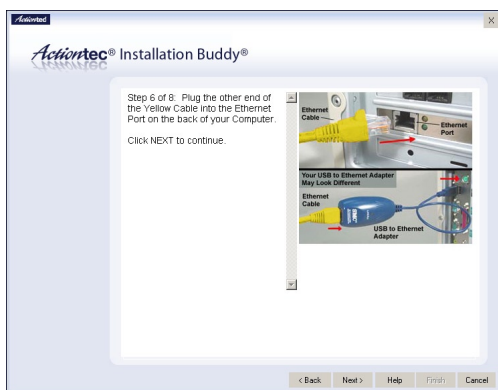 Actiontec
X
Actiontec® Installation Buddy®
Step 6 of 8: Plug the other end of
the Yellow Cable into the Ethernet
Port on the back of your Computer.
Click NEXT to continue.
Ethernet
Cable
Ethernet
Port
Your USB to Ethernet Adapter
May Look Different
Ethernet
Cable
USB to Ethernet
Adapter
< Back Next > Help Finish Cancel